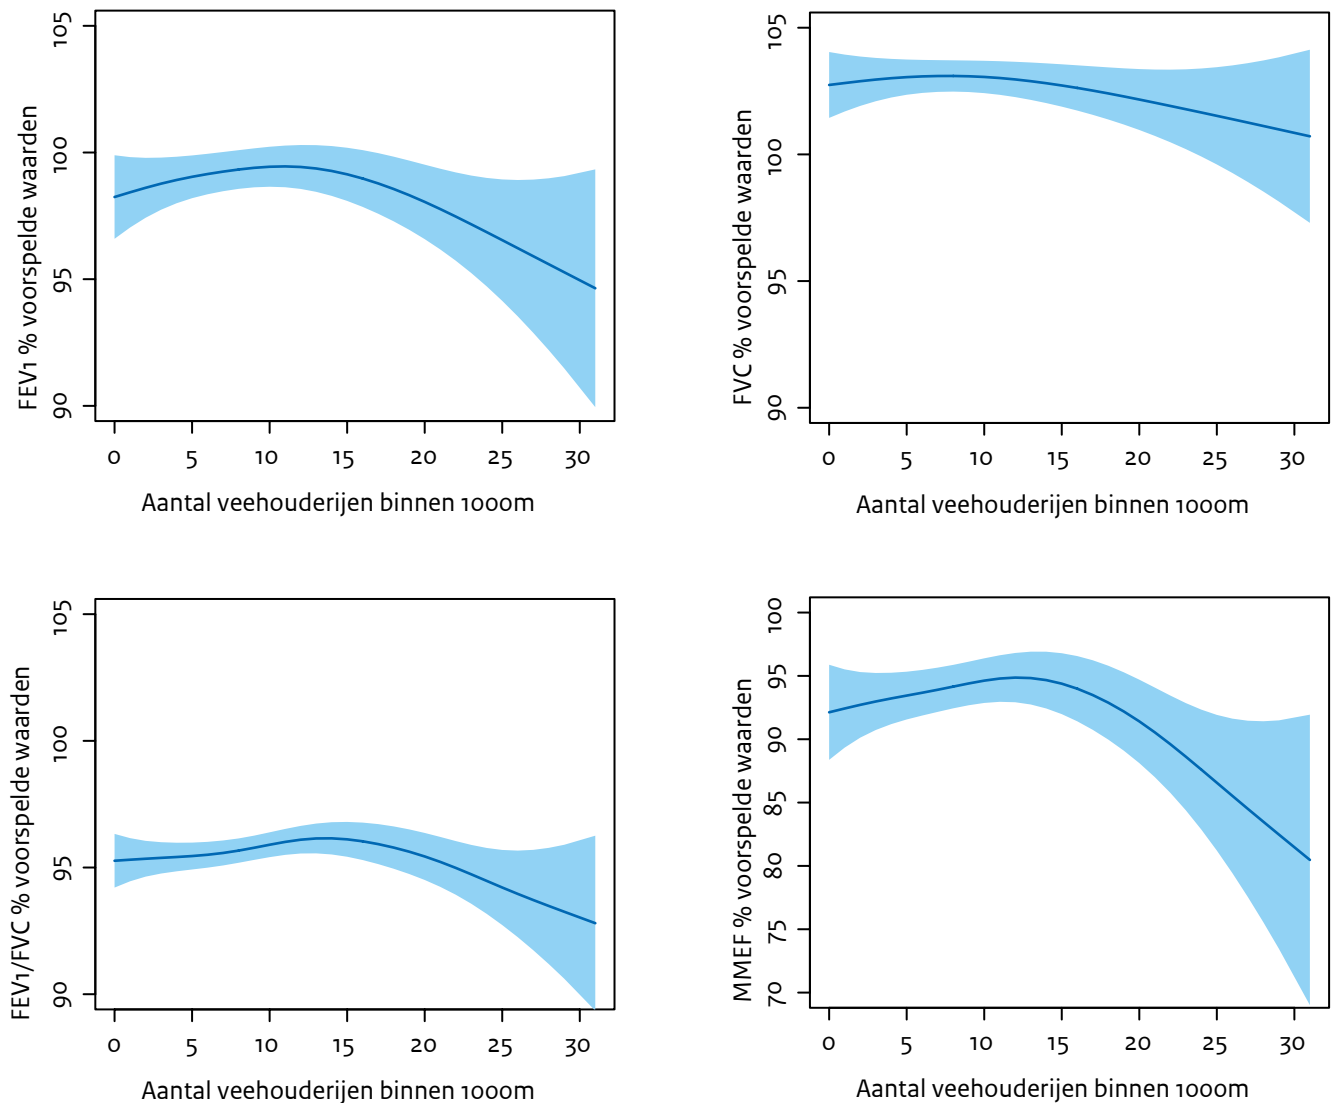 FEV1 % voorspelde waarden
105
100
95
90
0 5 10 15 20 25 30
Aantal veehouderijen binnen 1000m
FVC % voorspelde waarden
105
100
95
90
0 5 10 15 20 25 30
Aantal veehouderijen binnen 1000m
FEV1/FVC % voorspelde waarden
105
100
95
90
0 5 10 15 20 25 30
Aantal veehouderijen binnen 1000m
MMEF % voorspelde waarden
100
95
90
85
80
75
70
0 5 10 15 20 25 30
Aantal veehouderijen binnen 1000m